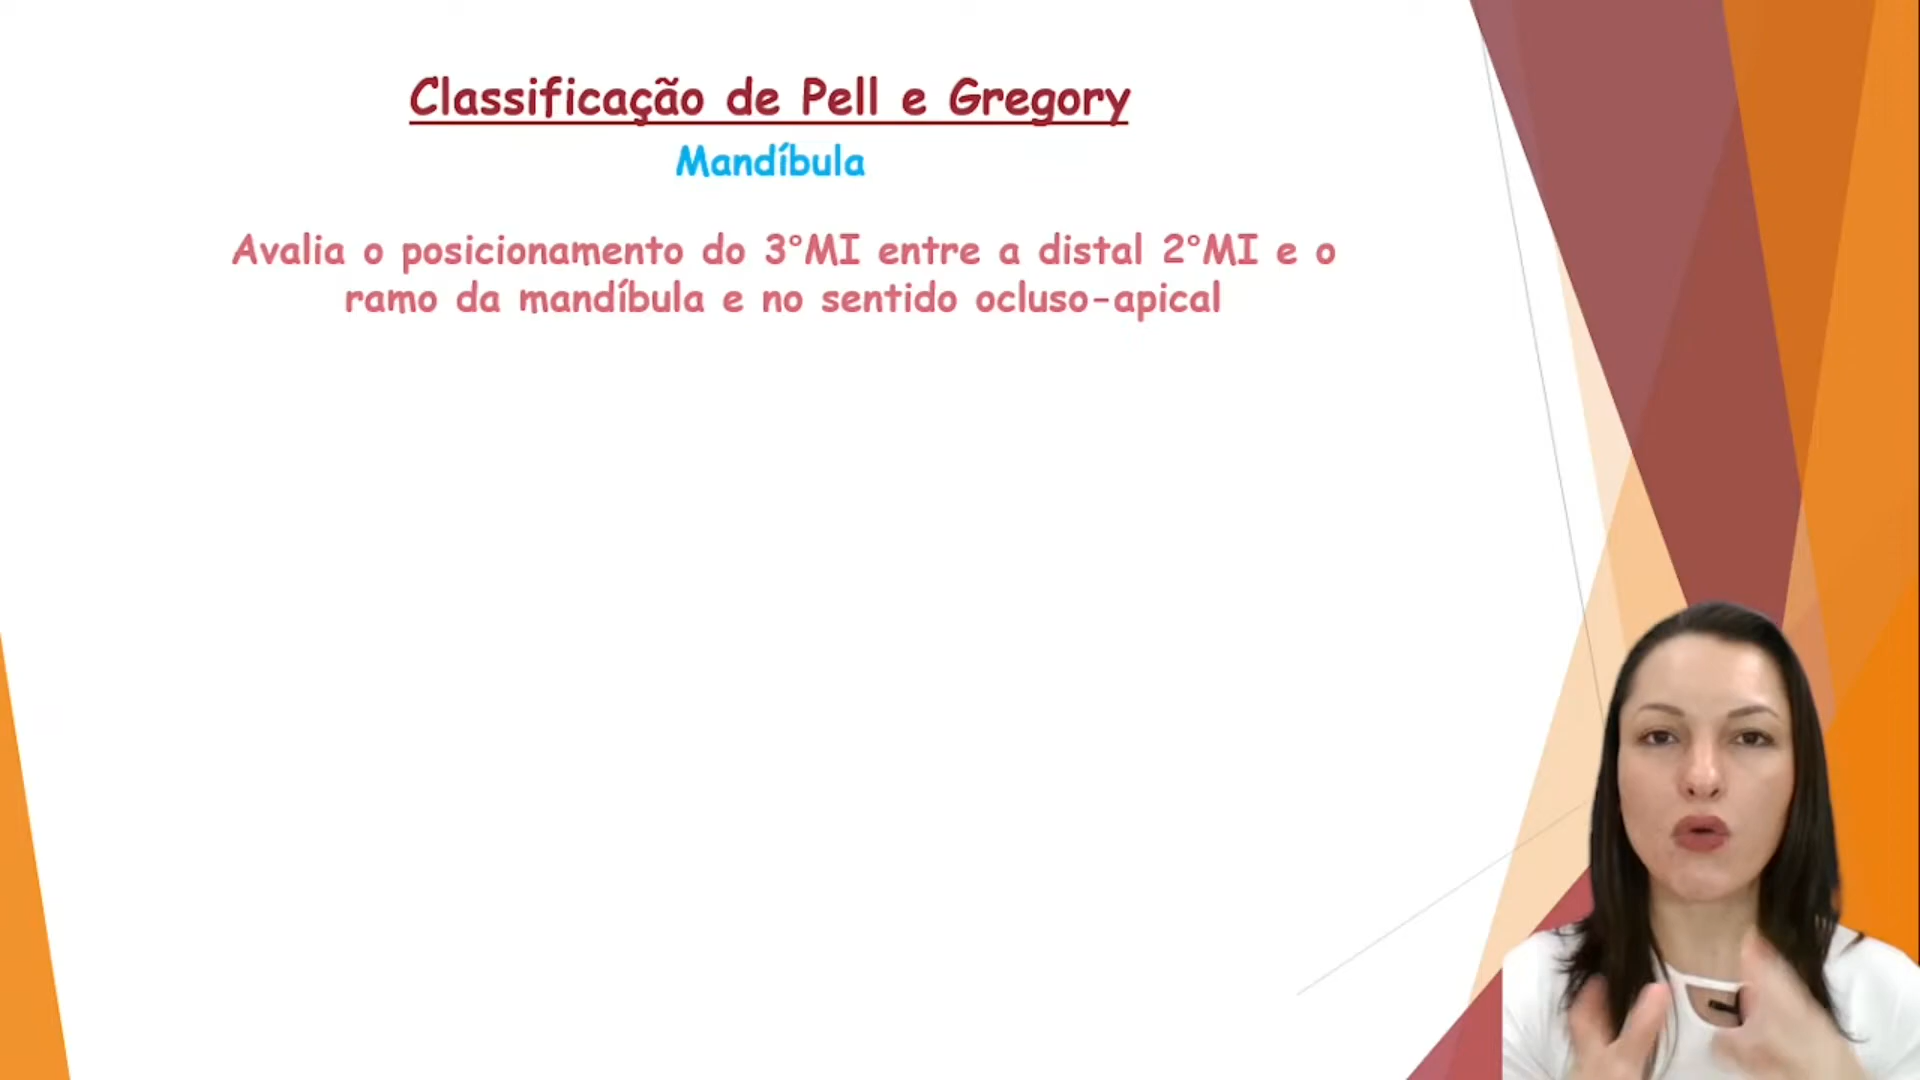 Classificação de Pell e Gregory
Mandíbula
Avalia o posicionamento do 3°MI entre a distal 2°MI e o
ramo da mandíbula e no sentido ocluso-apical